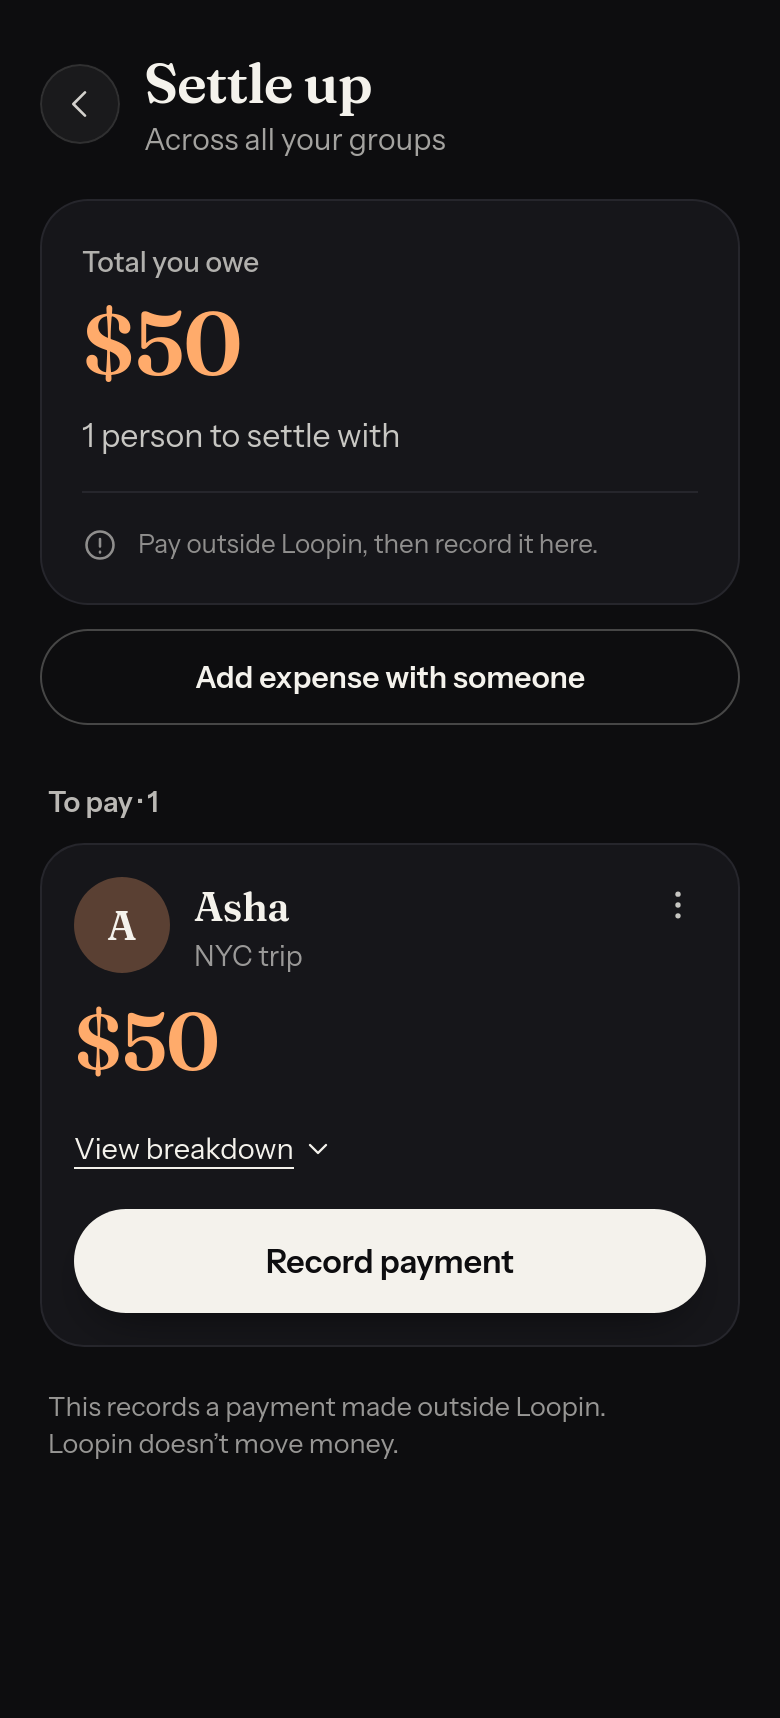 Settle up
Across all your groups
Total you owe
$50
1 person to settle with
Pay outside Loopin, then record it here.
Add expense with someone
To pay · 1
A
Asha
NYC trip
$50
View breakdown
Record payment
This records a payment made outside Loopin.
Loopin doesn’t move money.